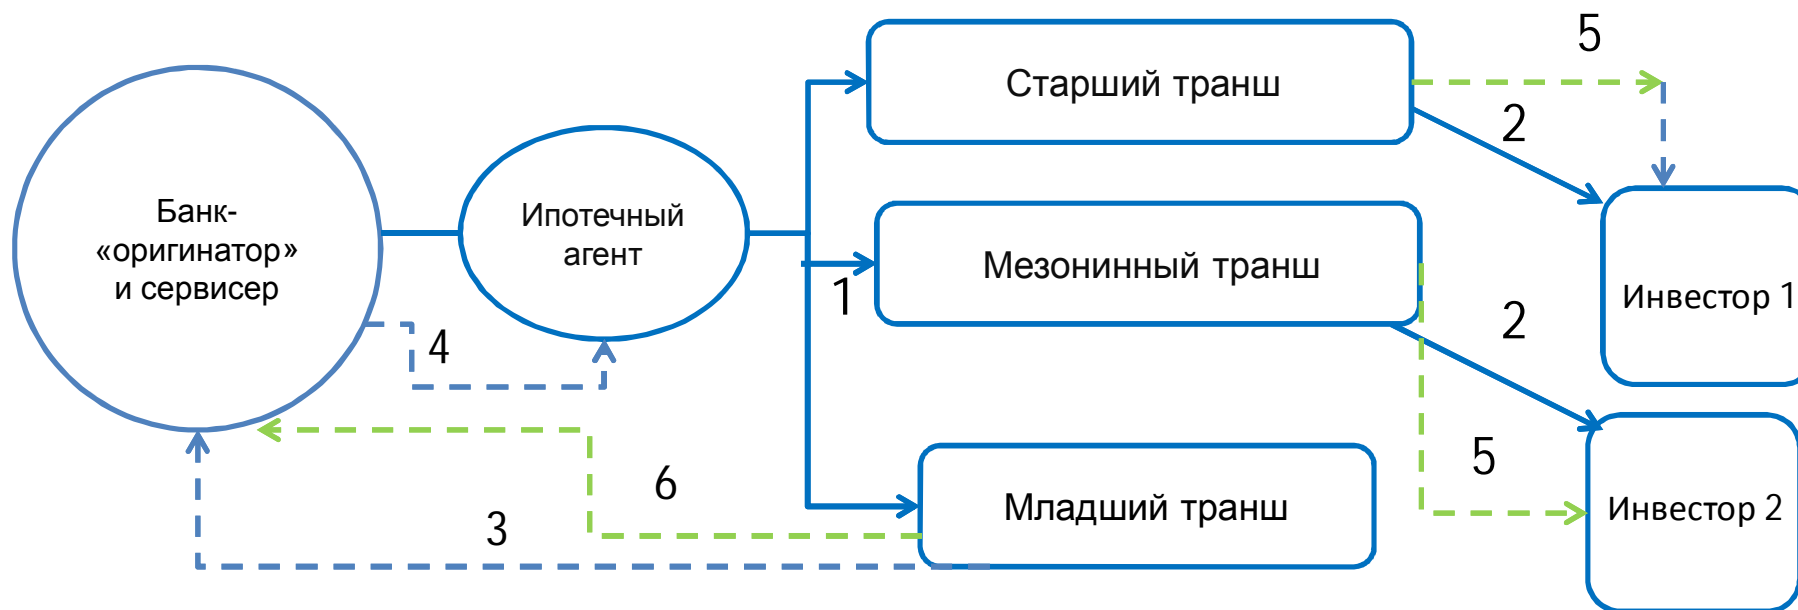 5
Старший транш
2
Банк-
«оригинатор»
и сервисер
Ипотечный
агент
Мезонинный транш
1
Инвестор 1
2
4
5
6
Младший транш
Инвестор 2
3